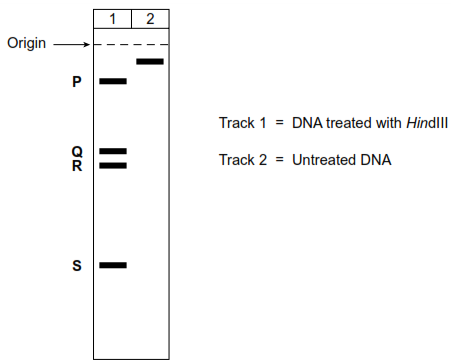 1 2
Origin
P
Q
R
S
Track 1 = DNA treated with HindIII
Track 2 = Untreated DNA